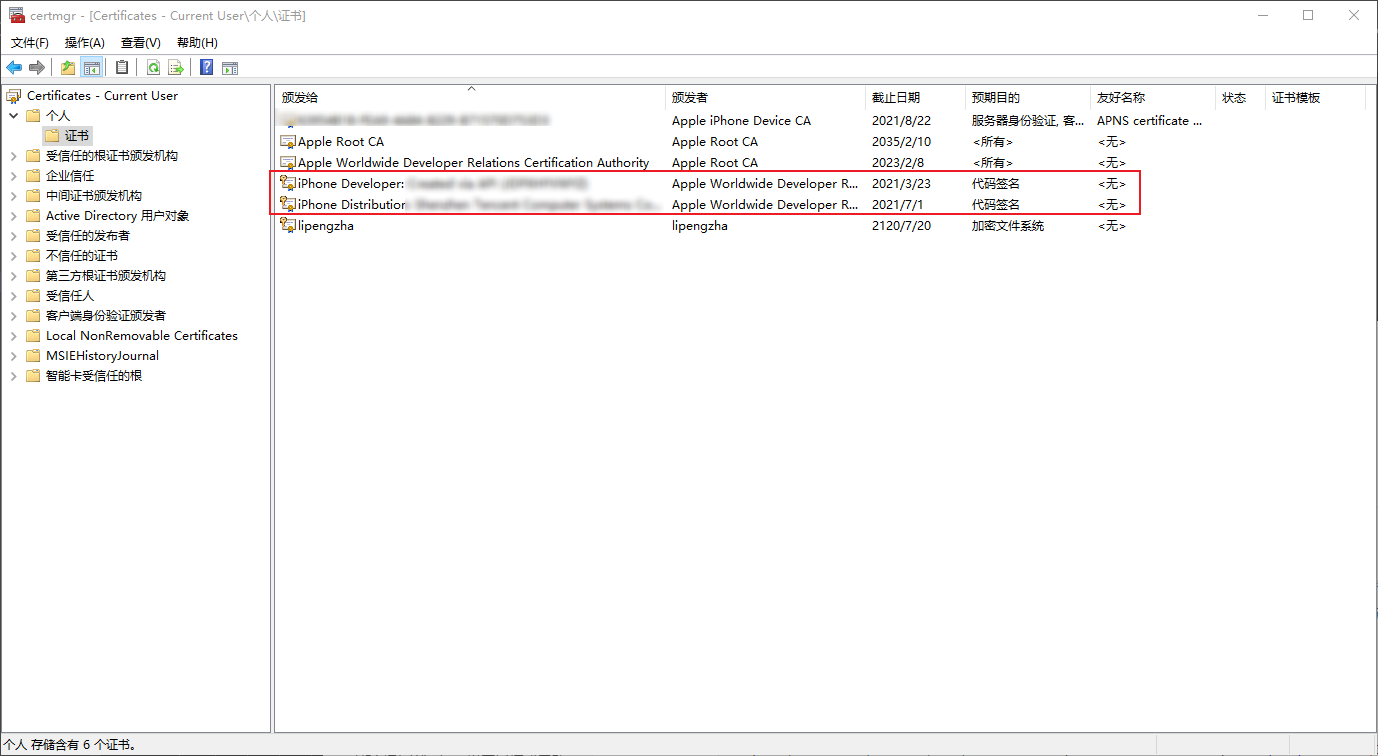 certmgr - [Certificates - Current User\个人\证书]
文件(F) 操作(A) 查看(V) 帮助(H)
Certificates - Current User
个人
证书
受信任的根证书颁发机构
企业信任
中间证书颁发机构
Active Directory 用户对象
受信任的发布者
不信任的证书
第三方根证书颁发机构
受信任人
客户端身份验证颁发者
Local NonRemovable Certificates
MSIEHistoryJournal
智能卡受信任的根
颁发给 颁发者 截止日期 预期目的 友好名称 状态 证书模板
Apple iPhone Device CA 2021/8/22 服务器身份验证, 客... APNS certificate ...
Apple Root CA Apple Root CA 2035/2/10 <所有> <无>
Apple Worldwide Developer Relations Certification Authority Apple Root CA 2023/2/8 <所有> <无>
iPhone Developer: Apple Worldwide Developer R... 2021/3/23 代码签名 <无>
iPhone Distribution Apple Worldwide Developer R... 2021/7/1 代码签名 <无>
lipengzha lipengzha 2120/7/20 加密文件系统 <无>
个人 存储含有 6 个证书。